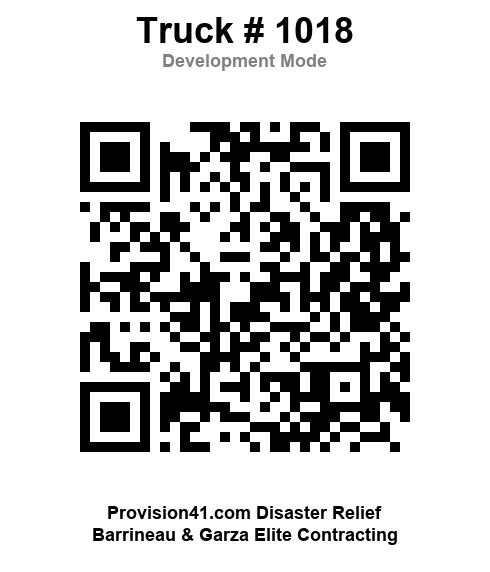 Truck # 1018
Development Mode
Provision41.com Disaster Relief
Barrineau & Garza Elite Contracting